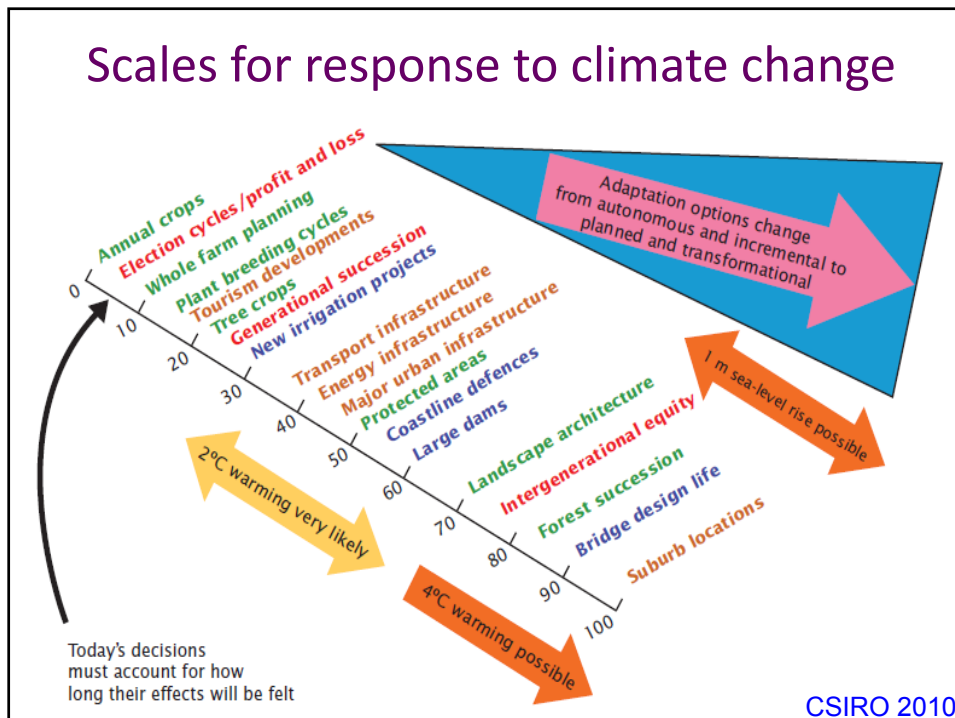 Scales for response to climate change
Annual crops
Election cycles/profit and loss
Whole farm planning
Plant breeding cycles
Tourism developments
Tree crops
Generational succession
New irrigation projects
Transport infrastructure
Energy infrastructure
Major urban infrastructure
Protected areas
Coastline defences
Large dams
Landscape architecture
Intergenerational equity
Forest succession
Bridge design life
Suburb locations
0
10
20
30
40
50
60
70
80
90
100
Adaptation options change
from autonomous and incremental to
planned and transformational
1 m sea-level rise possible
2ºC warming very likely
4ºC warming possible
Today's decisions
must account for how
long their effects will be felt
CSIRO 2010